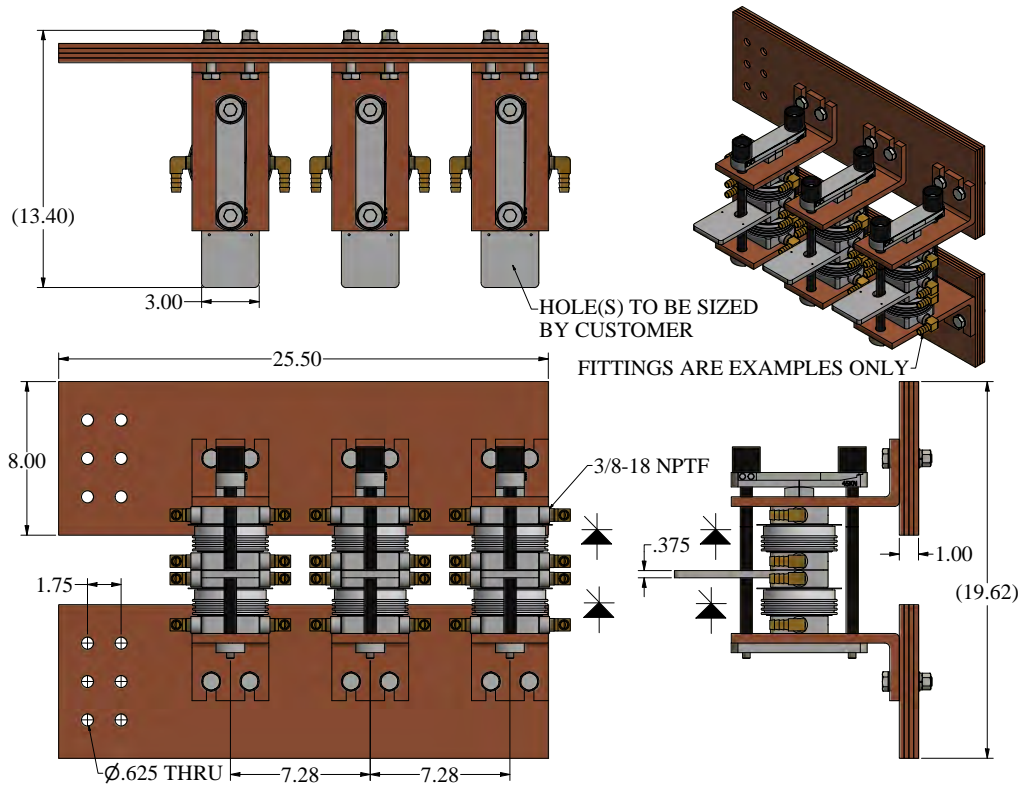 (13.40)
3.00
HOLE(S) TO BE SIZED
BY CUSTOMER
FITTINGS ARE EXAMPLES ONLY
25.50
8.00
3/8-18 NPTF
.375
1.00
1.75
(19.62)
Ø.625 THRU
7.28
7.28